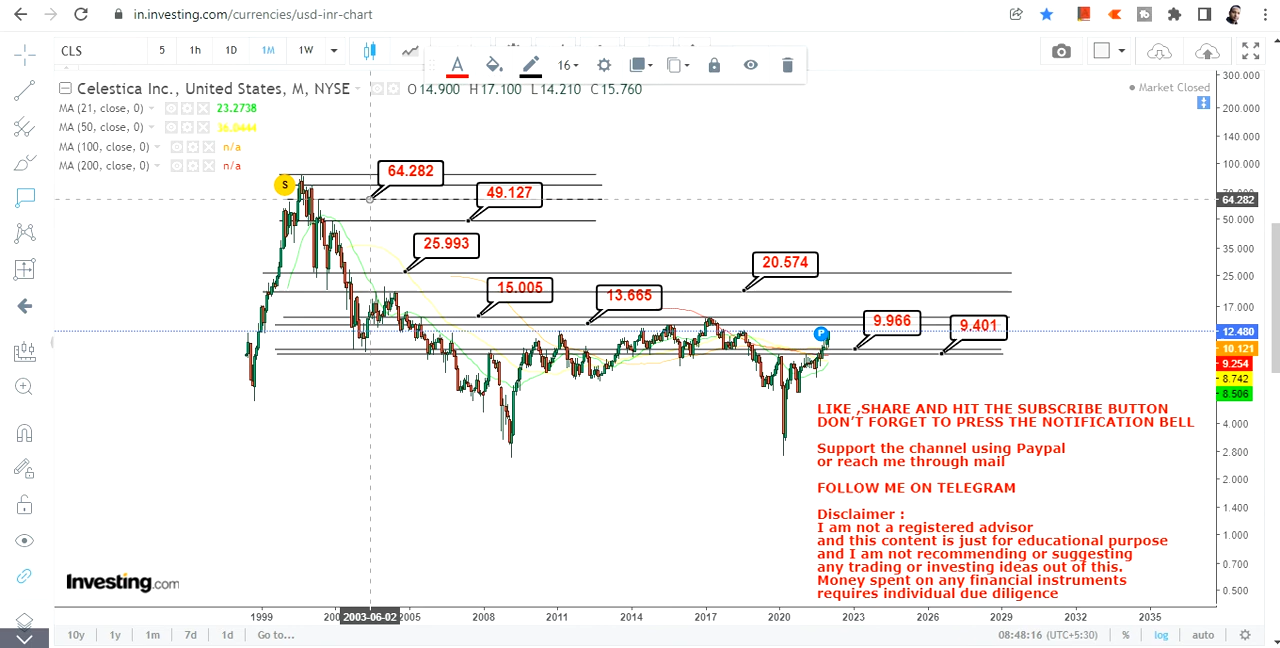 in.investing.com/currencies/usd-inr-chart
CLS 5 1h 1D 1M 1W
A 16
Celestica Inc., United States, M, NYSE O14.900 H17.100 L14.210 C15.760
Market Closed
MA (21, close, 0) 23.2738
MA (50, close, 0) 36.0444
MA (100, close, 0) n/a
MA (200, close, 0) n/a
S
64.282
49.127
25.993
20.574
15.005
13.665
P
9.966
9.401
300.000
200.000
140.000
100.000
70.000
64.282
50.000
35.000
25.000
17.000
12.480
10.121
9.254
8.742
8.506
4.000
2.800
2.000
1.400
1.000
0.700
0.500
LIKE ,SHARE AND HIT THE SUBSCRIBE BUTTON
DON'T FORGET TO PRESS THE NOTIFICATION BELL
Support the channel using Paypal
or reach me through mail
FOLLOW ME ON TELEGRAM
Disclaimer :
I am not a registered advisor
and this content is just for educational purpose
and I am not recommending or suggesting
any trading or investing ideas out of this.
Money spent on any financial instruments
requires individual due diligence
Investing.com
1999 2003-06-02 2005 2008 2011 2014 2017 2020 2023 2026 2029 2032 2035
10y 1y 1m 7d 1d Go to... 08:48:16 (UTC+5:30) % log auto